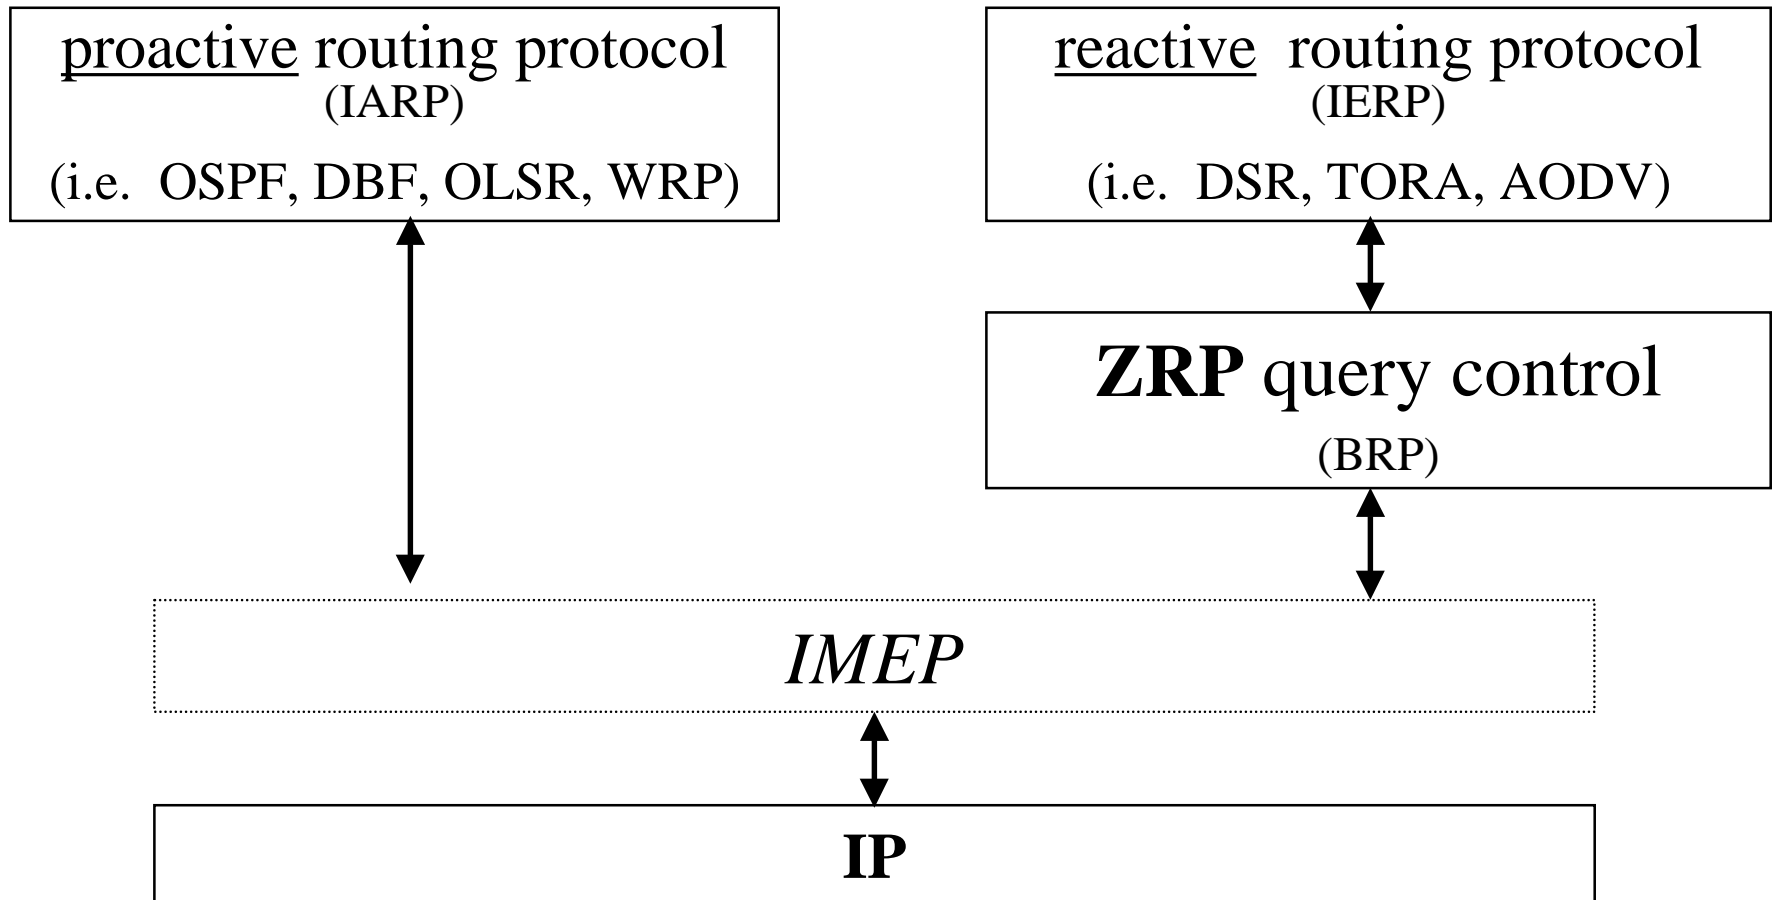 proactive routing protocol
(IARP)
(i.e. OSPF, DBF, OLSR, WRP)
reactive routing protocol
(IERP)
(i.e. DSR, TORA, AODV)
ZRP query control
(BRP)
IMEP
IP